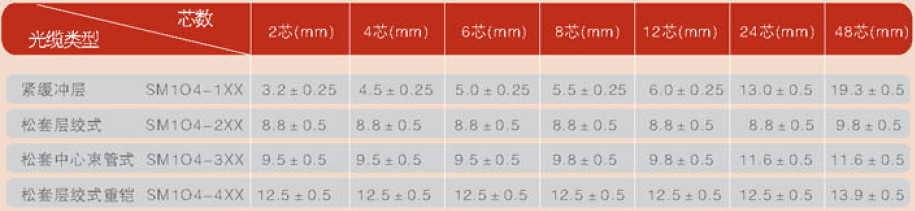 芯数
光缆类型 2芯(mm) 4芯(mm) 6芯(mm) 8芯(mm) 12芯(mm) 24芯(mm) 48芯(mm)
紧缓冲层 SM1O4-1XX 3.2±0.25 4.5±0.25 5.0±0.25 5.5±0.25 6.0±0.25 13.0±0.5 19.3±0.5
松套层绞式 SM1O4-2XX 8.8±0.5 8.8±0.5 8.8±0.5 8.8±0.5 8.8±0.5 8.8±0.5 9.8±0.5
松套中心束管式 SM1O4-3XX 9.5±0.5 9.5±0.5 9.5±0.5 9.8±0.5 9.8±0.5 11.6±0.5 11.6±0.5
松套层绞式重铠 SM1O4-4XX 12.5±0.5 12.5±0.5 12.5±0.5 12.5±0.5 12.5±0.5 12.5±0.5 13.9±0.5